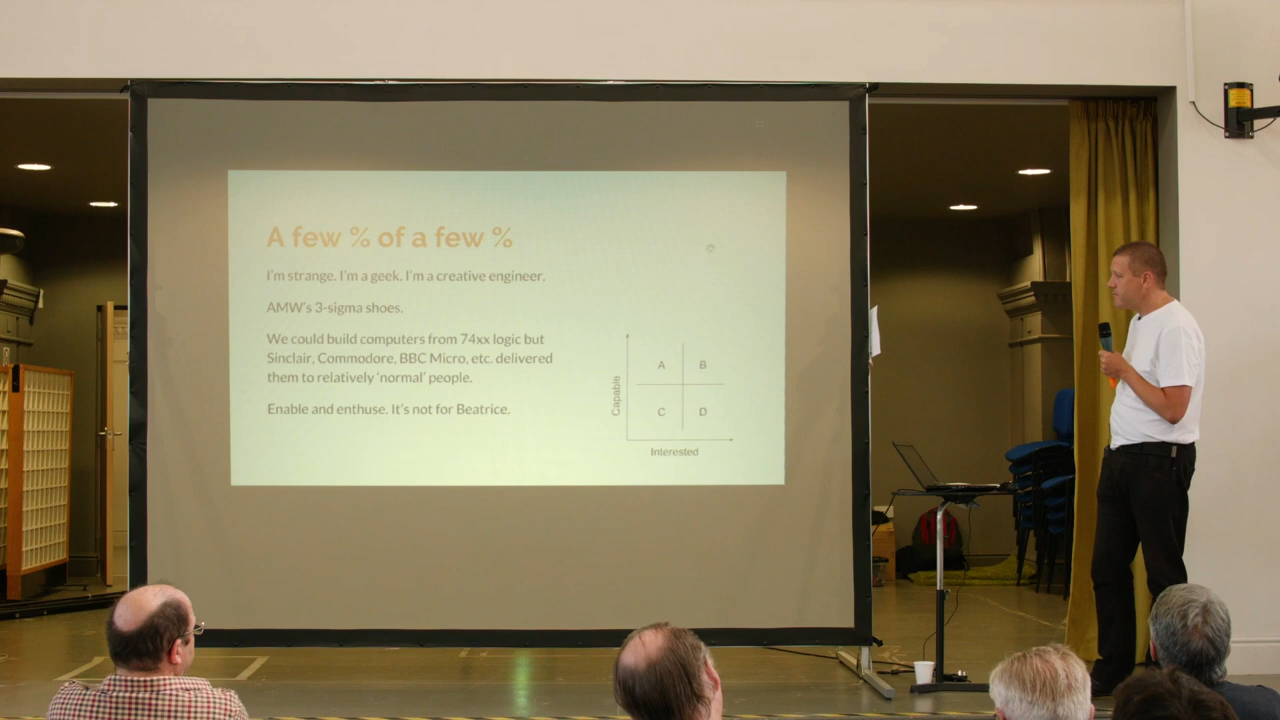 A few % of a few %
I'm strange. I'm a geek. I'm a creative engineer.
AMW's 3-sigma shoes.
We could build computers from 74xx logic but
Sinclair, Commodore, BBC Micro, etc. delivered
them to relatively 'normal' people.
Enable and enthuse. It's not for Beatrice.
A B
C D
Capable
Interested